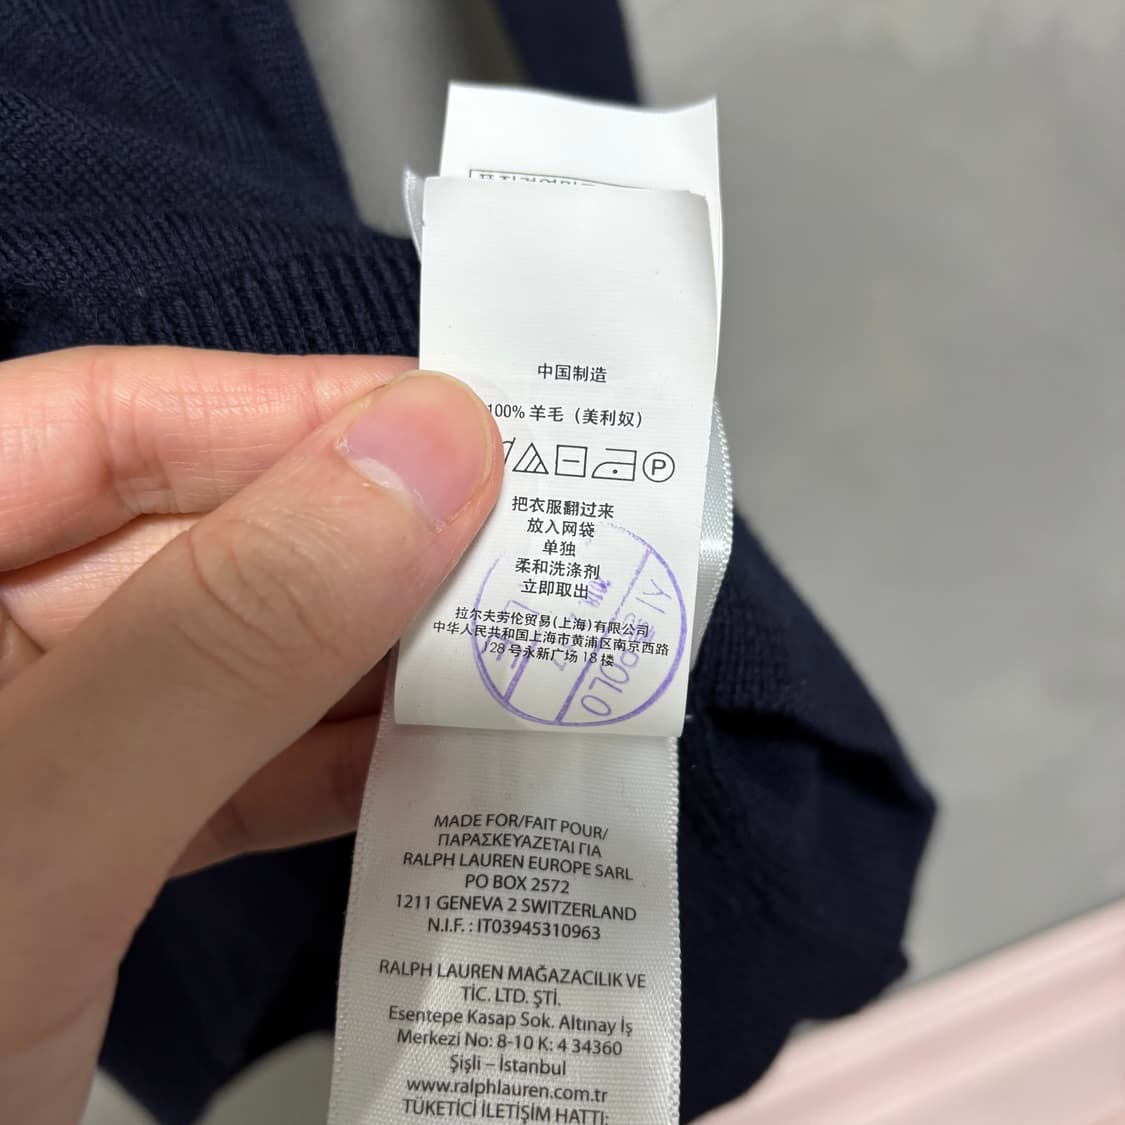 中国制造
100% 羊毛（美利奴）
P
把衣服翻过来
放入网袋
单独
柔和洗涤剂
立即取出
拉尔夫劳伦贸易(上海)有限公司
中华人民共和国上海市黄浦区南京西路
128 号永新广场 18 楼
MADE FOR/FAIT POUR/
ΠΑΡΑΣΚΕΥΑΖΕΤΑΙ ΓΙΑ
RALPH LAUREN EUROPE SARL
PO BOX 2572
1211 GENEVA 2 SWITZERLAND
N.I.F. : IT03945310963
RALPH LAUREN MAĞAZACILIK VE
TİC. LTD. ŞTİ.
Esentepe Kasap Sok. Altınay İş
Merkezi No: 8-10 K: 4 34360
Şişli – İstanbul
www.ralphlauren.com.tr
TÜKETİCİ İLETİŞİM HATTI: